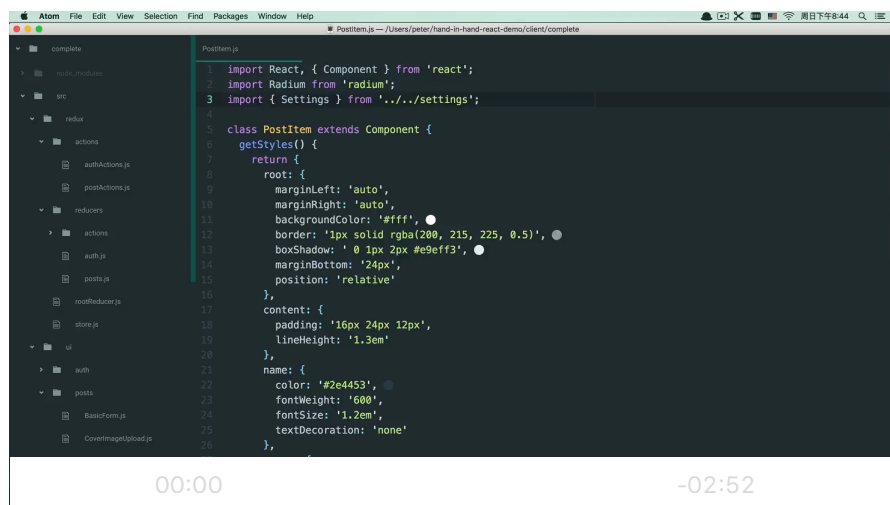 Atom File Edit View Selection Find Packages Window Help 周日下午8:44
PostItem.js — /Users/peter/hand-in-hand-react-demo/client/complete
complete
node_modules
src
redux
actions
authActions.js
postActions.js
reducers
actions
auth.js
posts.js
rootReducer.js
store.js
ui
auth
posts
BasicForm.js
CoverImageUpload.js
PostItem.js
1 import React, { Component } from 'react';
2 import Radium from 'radium';
3 import { Settings } from '../../settings';
4
5 class PostItem extends Component {
6 getStyles() {
7 return {
8 root: {
9 marginLeft: 'auto',
10 marginRight: 'auto',
11 backgroundColor: '#fff',
12 border: '1px solid rgba(200, 215, 225, 0.5)',
13 boxShadow: ' 0 1px 2px #e9eff3',
14 marginBottom: '24px',
15 position: 'relative'
16 },
17 content: {
18 padding: '16px 24px 12px',
19 lineHeight: '1.3em'
20 },
21 name: {
22 color: '#2e4453',
23 fontWeight: '600',
24 fontSize: '1.2em',
25 textDecoration: 'none'
26 },
00:00 -02:52